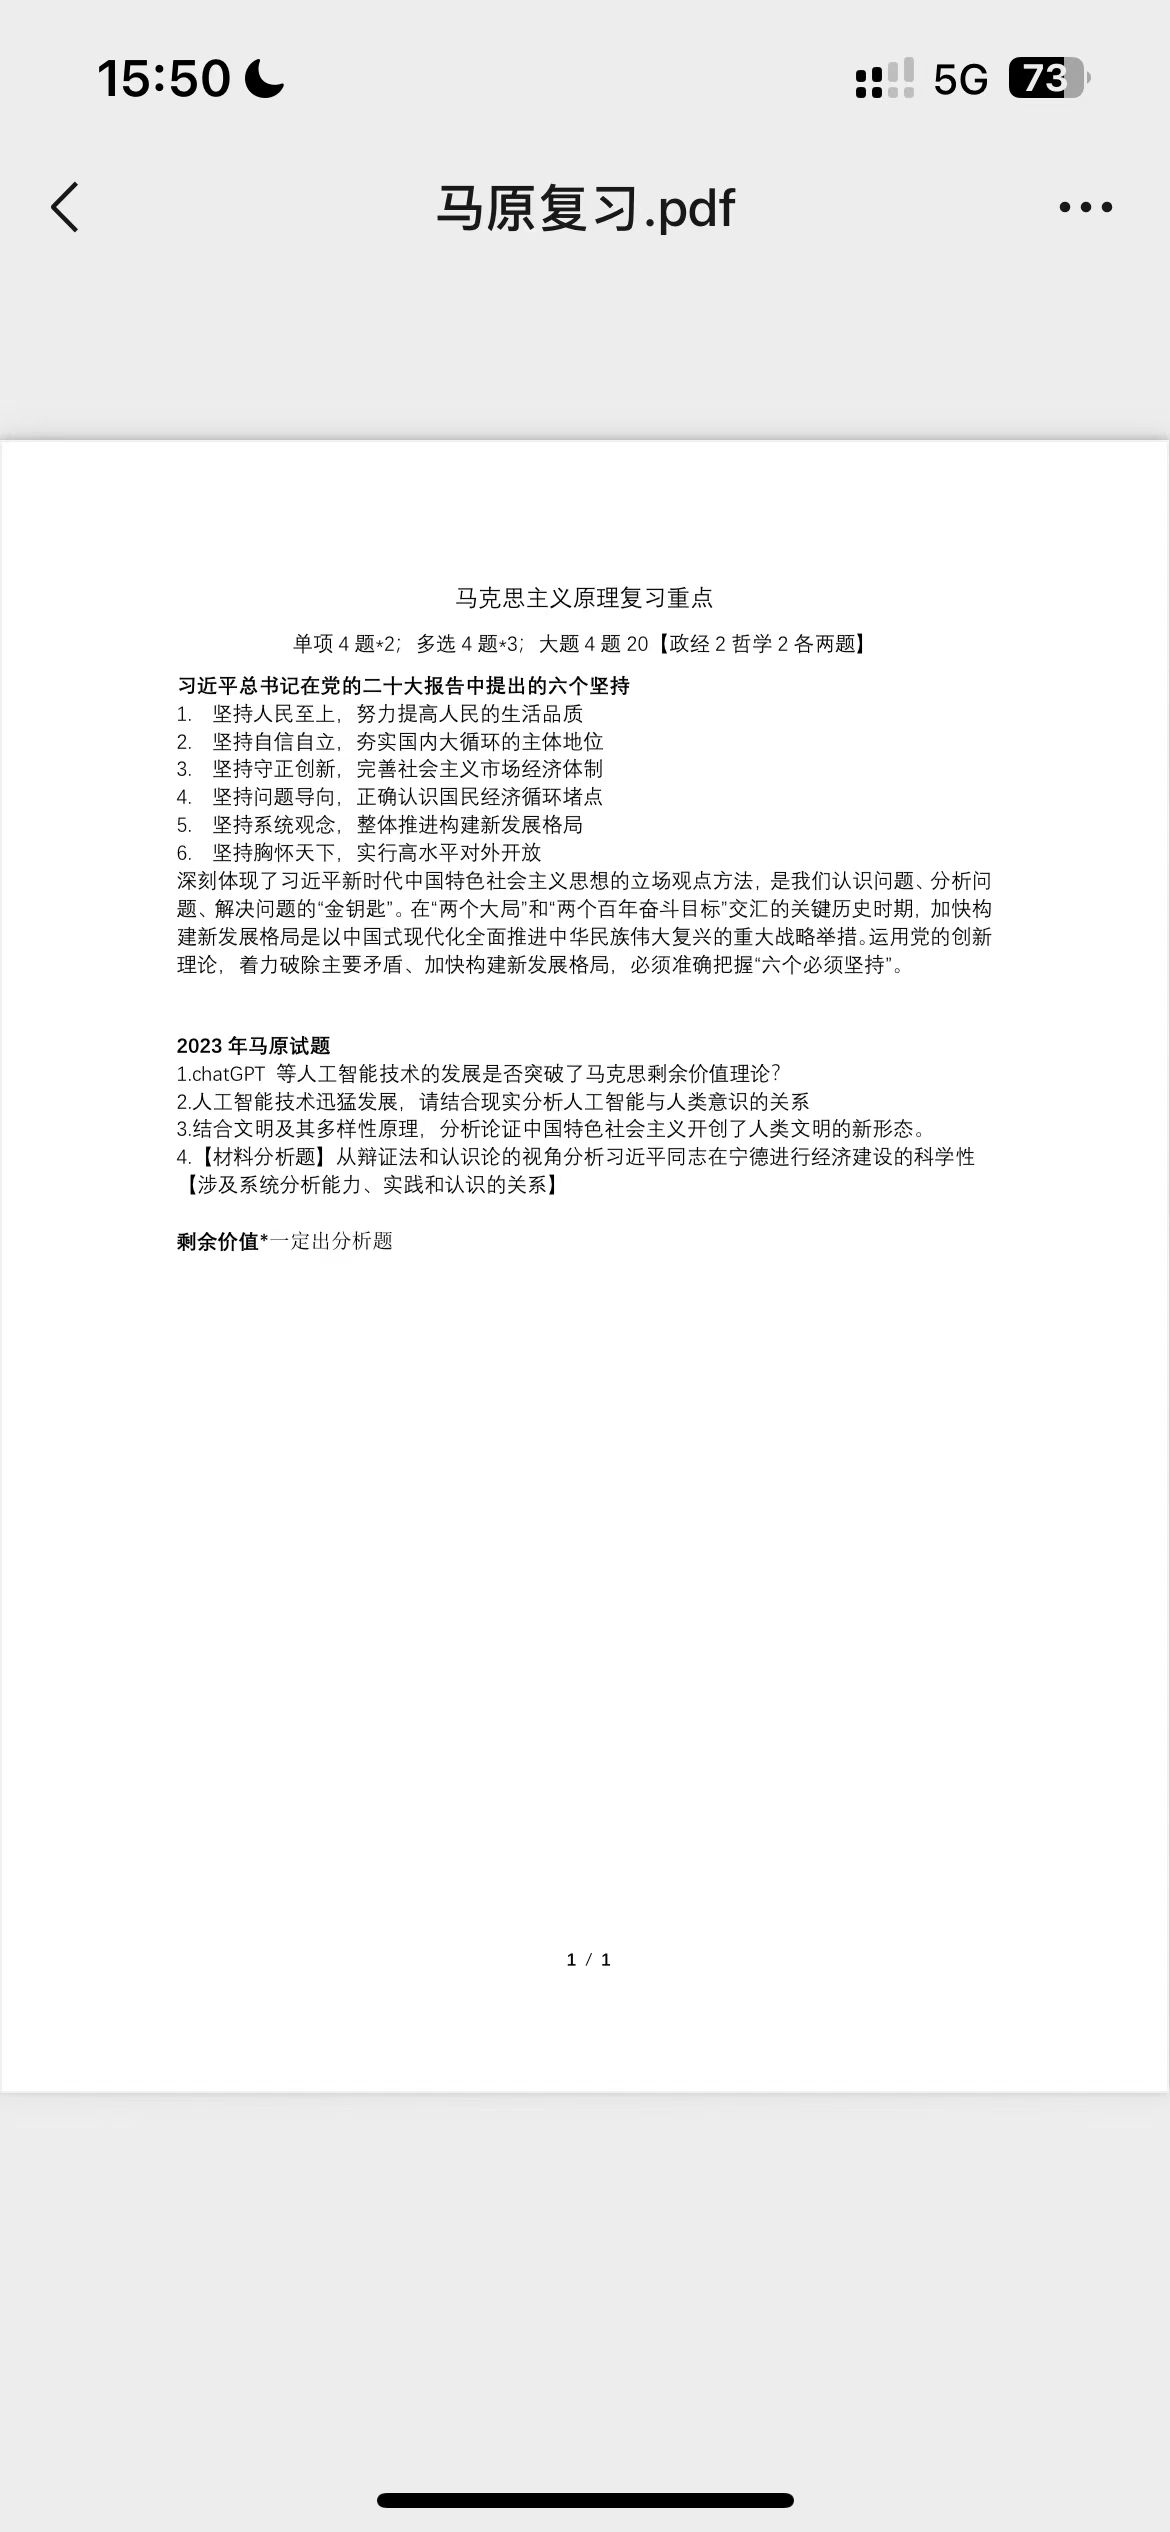 15:50
5G
73
马原复习.pdf
马克思主义原理复习重点
单项 4 题*2；多选 4 题*3；大题 4 题 20【政经 2 哲学 2 各两题】
习近平总书记在党的二十大报告中提出的六个坚持
1. 坚持人民至上，努力提高人民的生活品质
2. 坚持自信自立，夯实国内大循环的主体地位
3. 坚持守正创新，完善社会主义市场经济体制
4. 坚持问题导向，正确认识国民经济循环堵点
5. 坚持系统观念，整体推进构建新发展格局
6. 坚持胸怀天下，实行高水平对外开放
深刻体现了习近平新时代中国特色社会主义思想的立场观点方法，是我们认识问题、分析问
题、解决问题的“金钥匙”。在“两个大局”和“两个百年奋斗目标”交汇的关键历史时期，加快构
建新发展格局是以中国式现代化全面推进中华民族伟大复兴的重大战略举措。运用党的创新
理论，着力破除主要矛盾、加快构建新发展格局，必须准确把握“六个必须坚持”。
2023 年马原试题
1.chatGPT 等人工智能技术的发展是否突破了马克思剩余价值理论？
2.人工智能技术迅猛发展，请结合现实分析人工智能与人类意识的关系
3.结合文明及其多样性原理，分析论证中国特色社会主义开创了人类文明的新形态。
4.【材料分析题】从辩证法和认识论的视角分析习近平同志在宁德进行经济建设的科学性
【涉及系统分析能力、实践和认识的关系】
剩余价值*一定出分析题
1 / 1